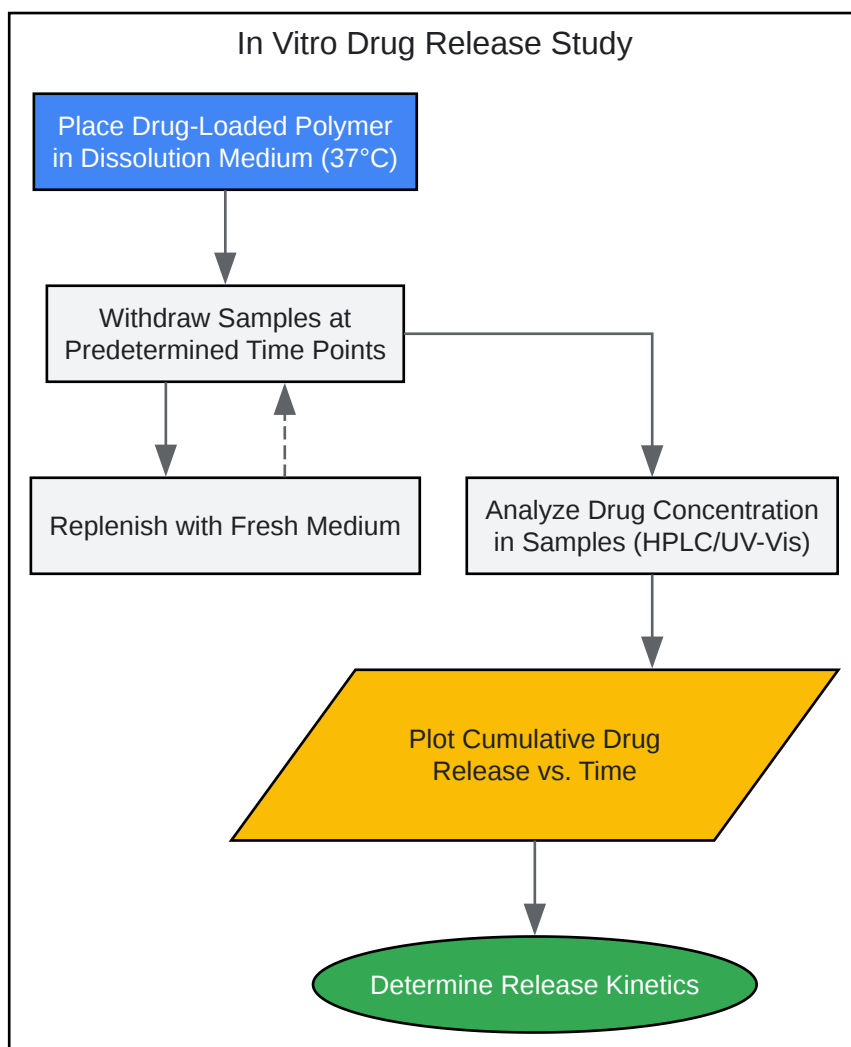 In Vitro Drug Release Study
Place Drug-Loaded Polymer
in Dissolution Medium (37°C)
Withdraw Samples at
Predetermined Time Points
Replenish with Fresh Medium
Analyze Drug Concentration
in Samples (HPLC/UV-Vis)
Plot Cumulative Drug
Release vs. Time
Determine Release Kinetics